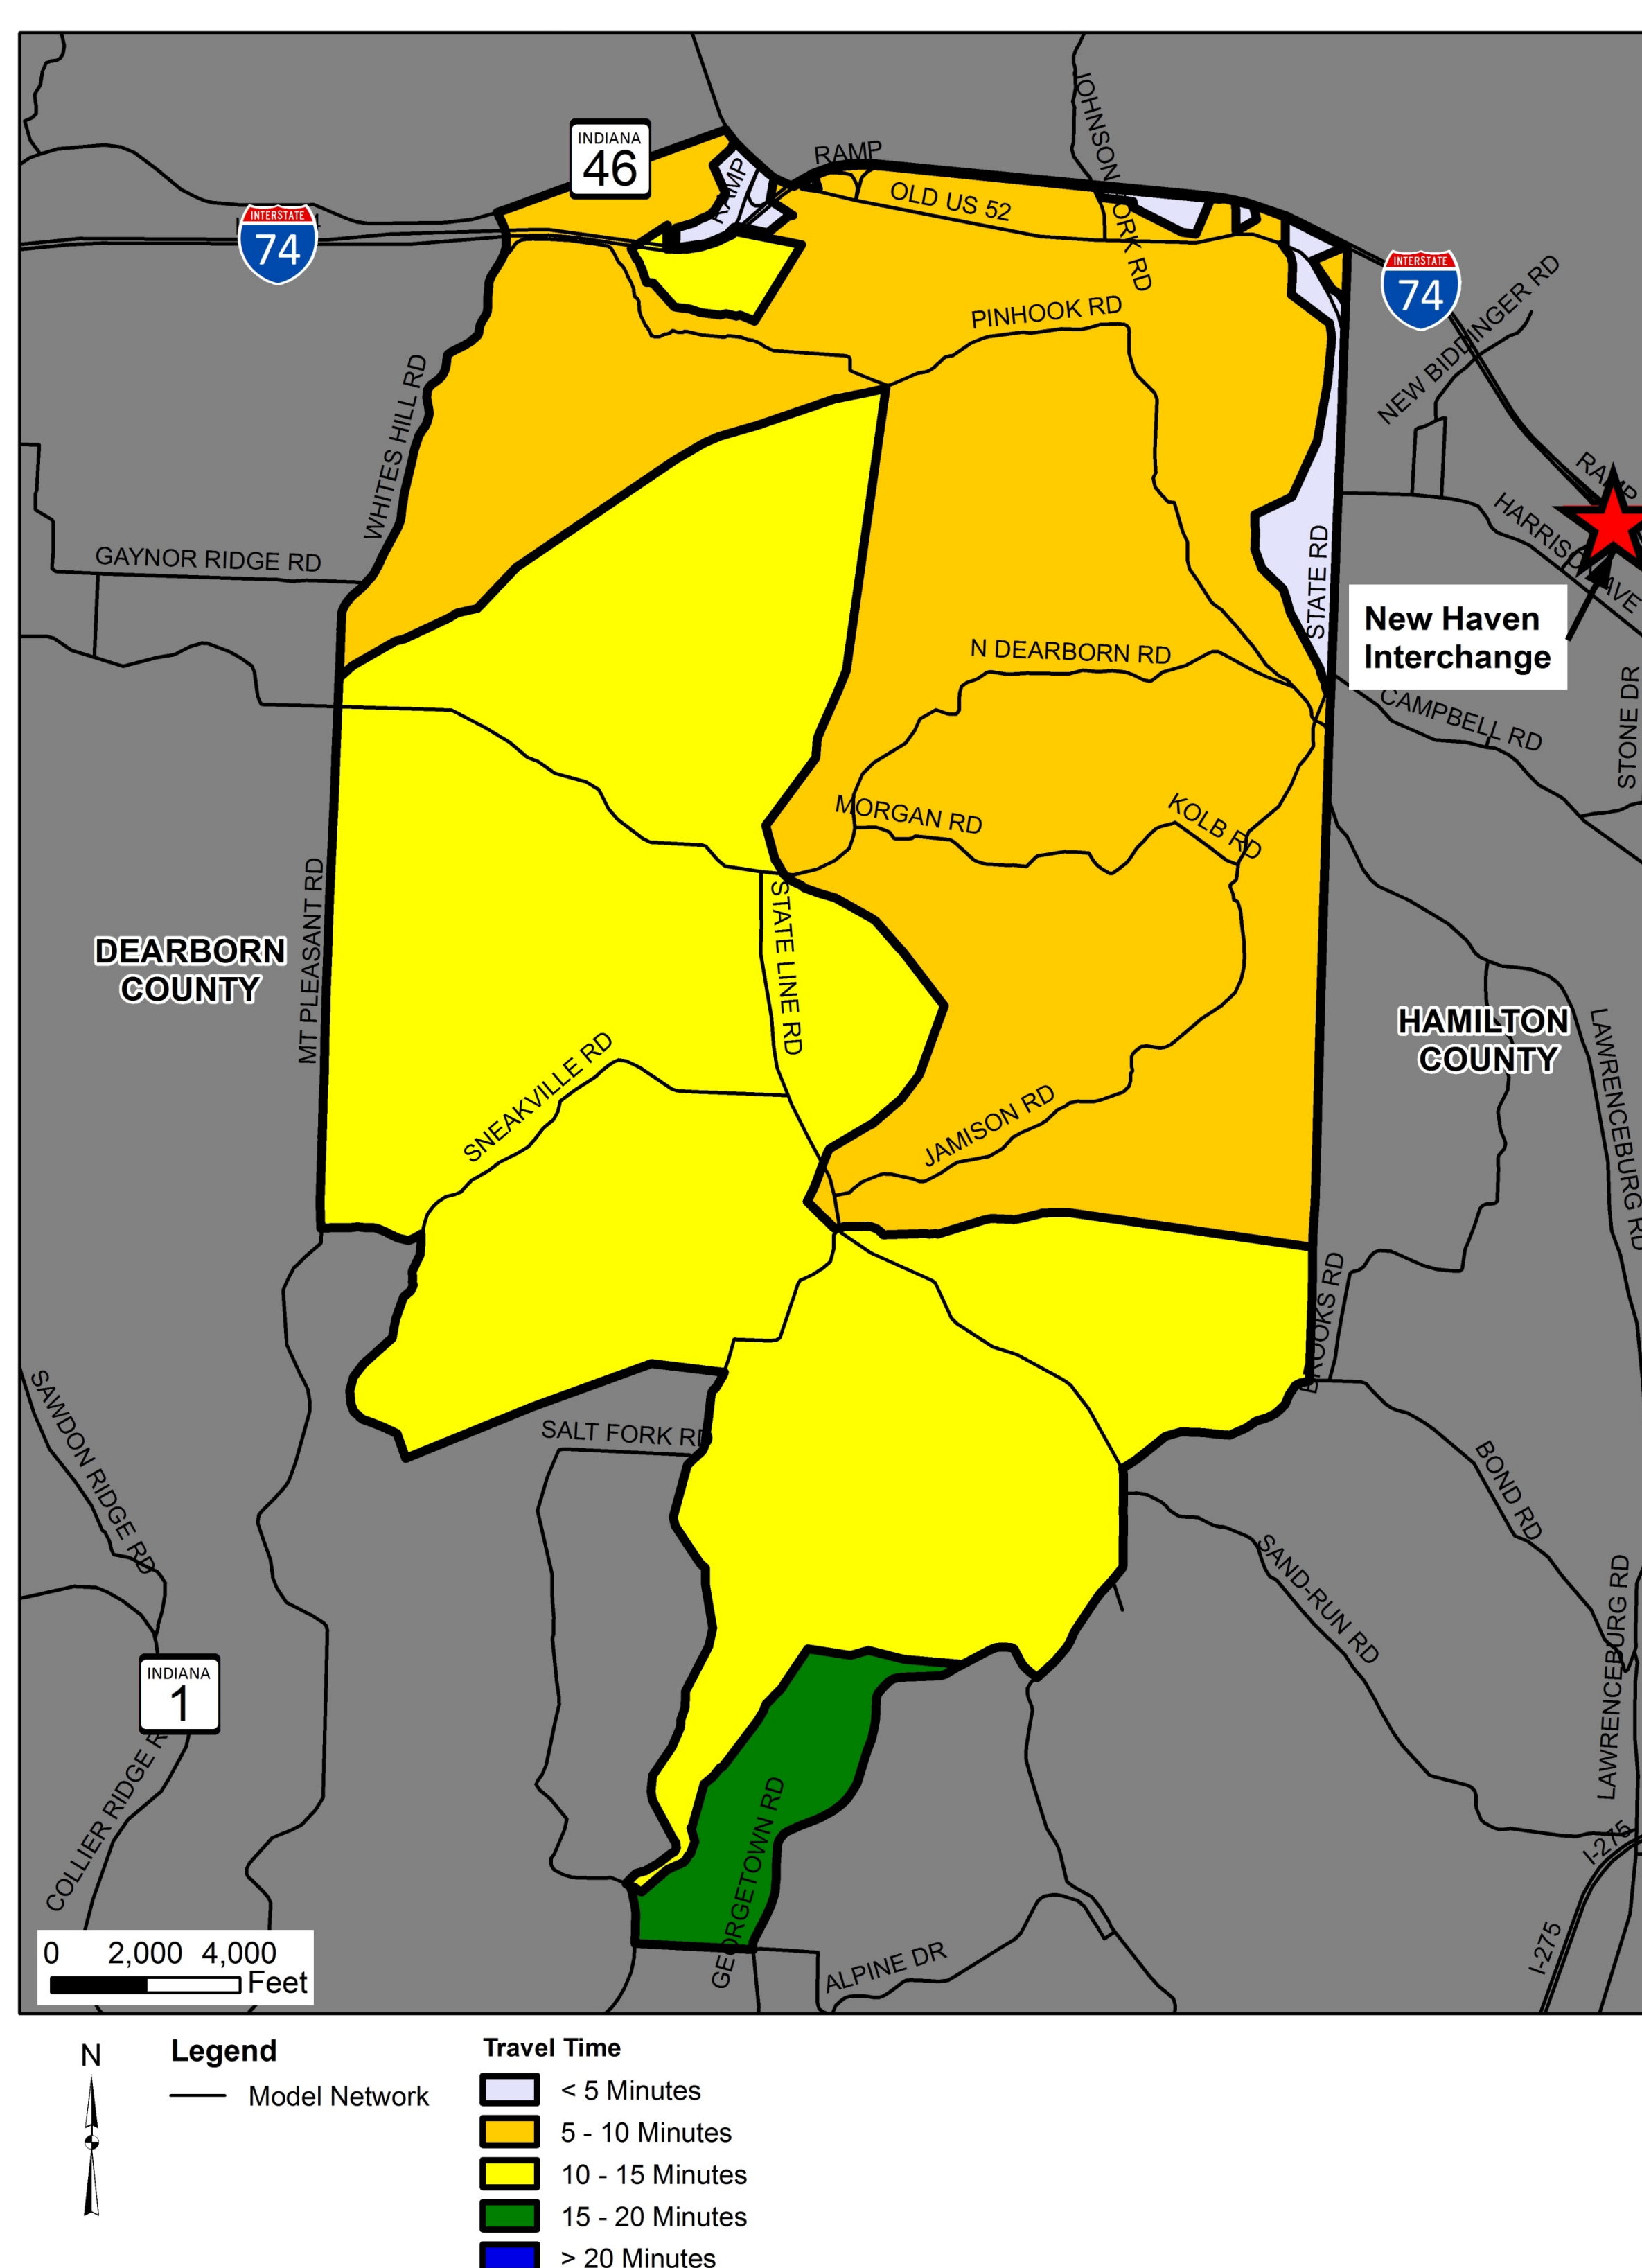 INDIANA
46
RAMP
RAMP
OLD US 52
JOHNSON FORK RD
INTERSTATE
74
INTERSTATE
74
NEW BIDDINGER RD
PINHOOK RD
WHITES HILL RD
RAMP
HARRISON AVE
GAYNOR RIDGE RD
STATE RD
New Haven
Interchange
N DEARBORN RD
CAMPBELL RD
STONE DR
MORGAN RD
KOLB RD
STATE LINE RD
MT PLEASANT RD
DEARBORN
COUNTY
HAMILTON
COUNTY
LAWRENCEBURG RD
SNEAKVILLE RD
JAMISON RD
BROOKS RD
SAWDON RIDGE RD
SALT FORK RD
BOND RD
SAND-RUN RD
LAWRENCEBURG RD
INDIANA
1
COLLIER RIDGE R
GEORGETOWN RD
I-275
I-275
ALPINE DR
0 2,000 4,000
Feet
N
Legend
Model Network
Travel Time
< 5 Minutes
5 - 10 Minutes
10 - 15 Minutes
15 - 20 Minutes
> 20 Minutes